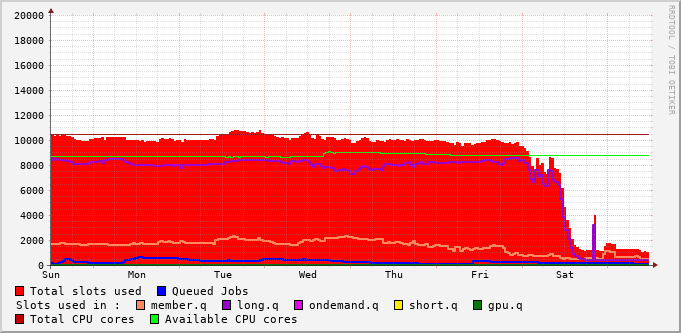 RRDTOOL / TOBI OETIKER
20000
18000
16000
14000
12000
10000
8000
6000
4000
2000
0
Sun Mon Tue Wed Thu Fri Sat
Total slots used Queued Jobs
Slots used in : member.q long.q ondemand.q short.q gpu.q
Total CPU cores Available CPU cores